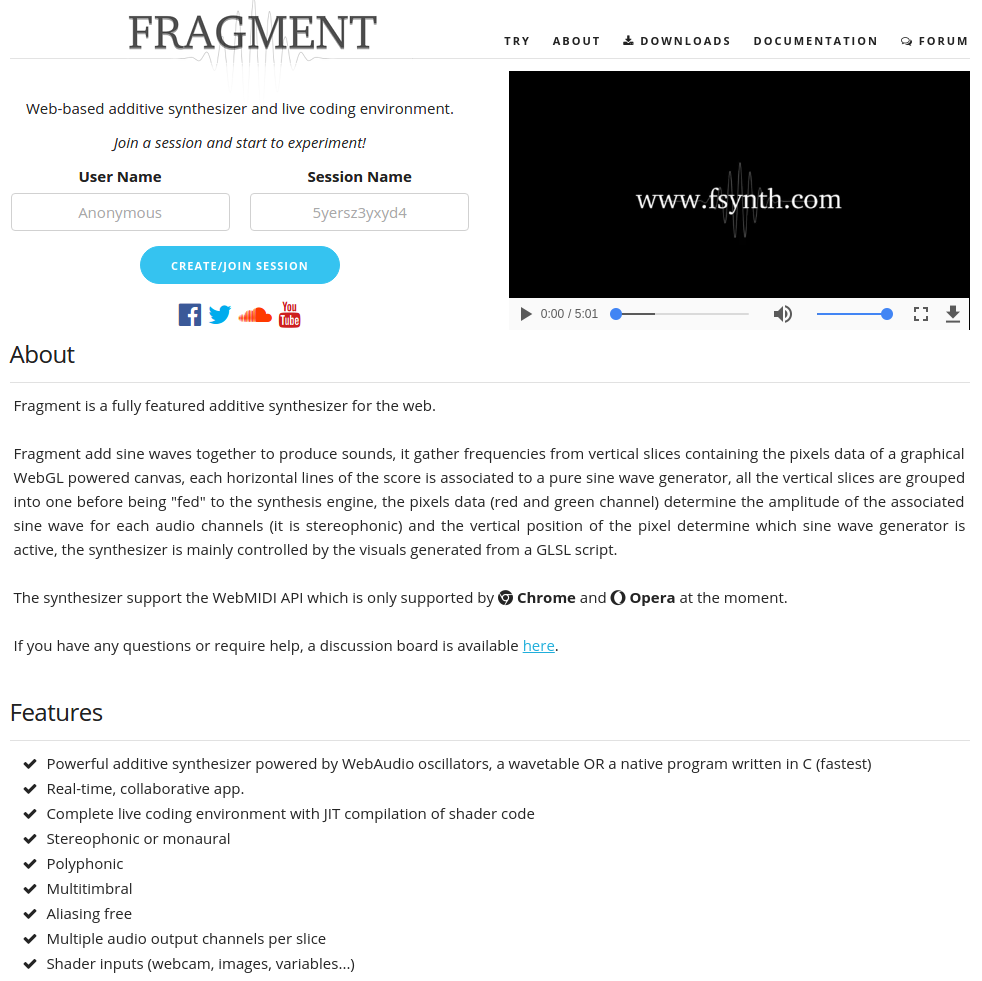 FRAGMENT
TRY ABOUT DOWNLOADS DOCUMENTATION FORUM
Web-based additive synthesizer and live coding environment.
Join a session and start to experiment!
User Name Session Name
Anonymous 5yersz3yxyd4
CREATE/JOIN SESSION
You
Tube
www.fsynth.com
0:00 / 5:01
About
Fragment is a fully featured additive synthesizer for the web.
Fragment add sine waves together to produce sounds, it gather frequencies from vertical slices containing the pixels data of a graphical
WebGL powered canvas, each horizontal lines of the score is associated to a pure sine wave generator, all the vertical slices are grouped
into one before being "fed" to the synthesis engine, the pixels data (red and green channel) determine the amplitude of the associated
sine wave for each audio channels (it is stereophonic) and the vertical position of the pixel determine which sine wave generator is
active, the synthesizer is mainly controlled by the visuals generated from a GLSL script.
The synthesizer support the WebMIDI API which is only supported by Chrome and Opera at the moment.
If you have any questions or require help, a discussion board is available here.
Features
Powerful additive synthesizer powered by WebAudio oscillators, a wavetable OR a native program written in C (fastest)
Real-time, collaborative app.
Complete live coding environment with JIT compilation of shader code
Stereophonic or monaural
Polyphonic
Multitimbral
Aliasing free
Multiple audio output channels per slice
Shader inputs (webcam, images, variables...)